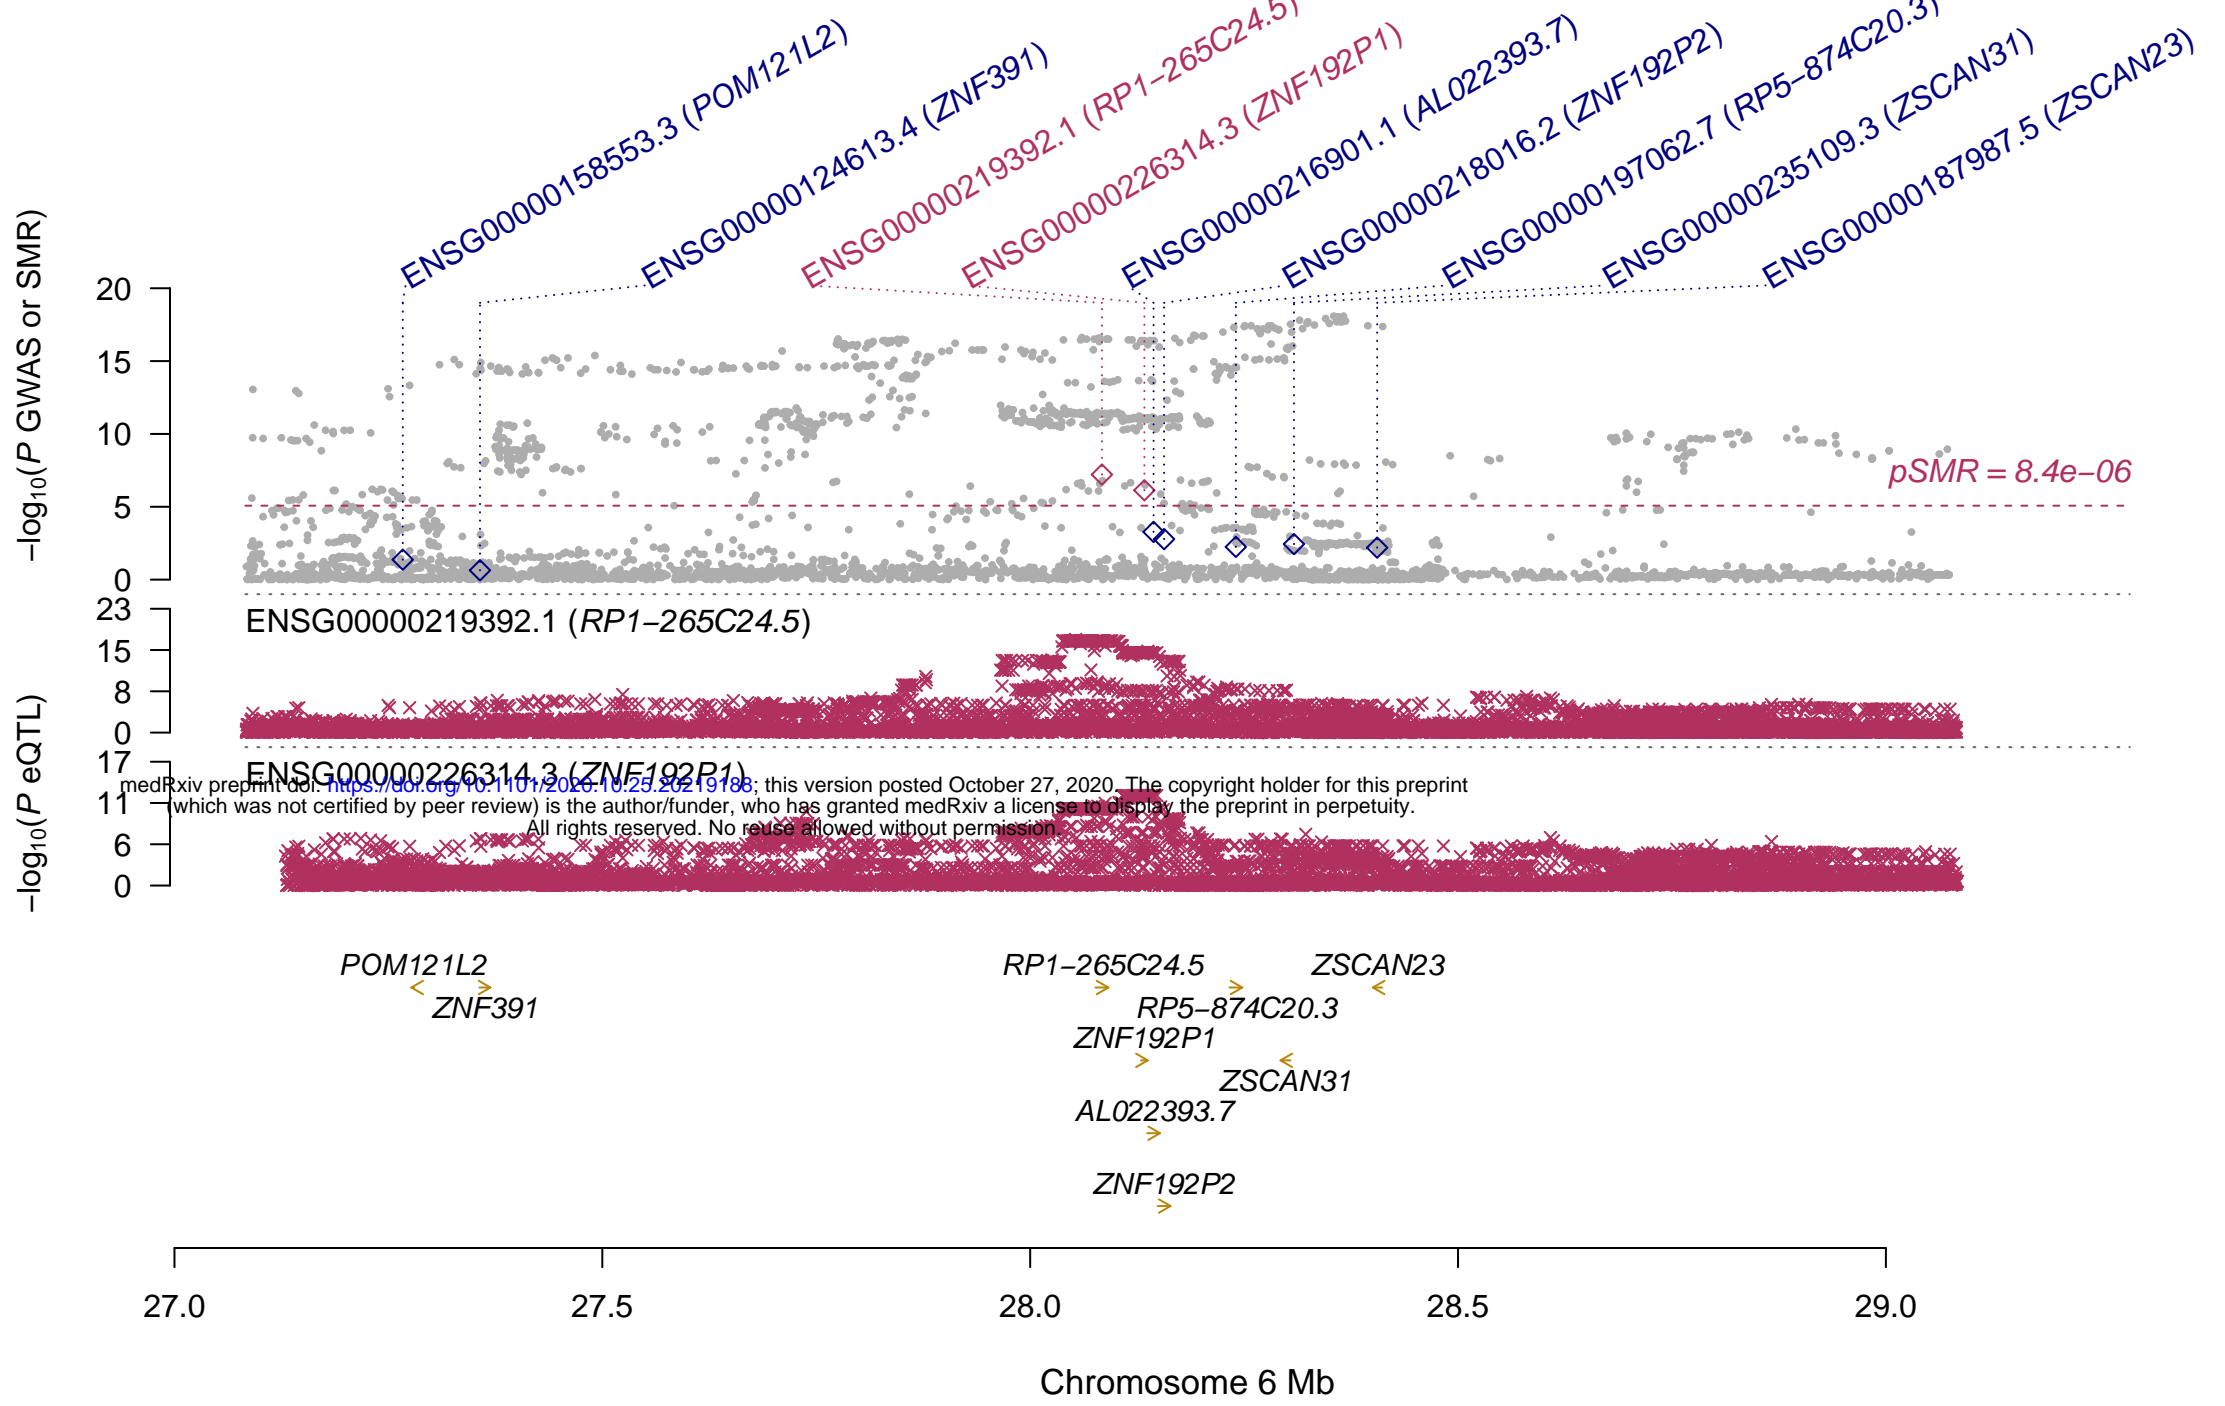 ENSG00000158553.3 (POM121L2)
ENSG00000124613.4 (ZNF391)
ENSG00000219392.1 (RP1−265C24.5)
ENSG00000226314.3 (ZNF192P1)
ENSG00000216901.1 (AL022393.7)
ENSG00000218016.2 (ZNF192P2)
ENSG00000197062.7 (RP5−874C20.3)
ENSG00000235109.3 (ZSCAN31)
ENSG00000187987.5 (ZSCAN23)
−log10(P GWAS or SMR)
20
15
10
5
0
pSMR = 8.4e−06
ENSG00000219392.1 (RP1−265C24.5)
23
15
8
0
−log10(P eQTL)
ENSG00000226314.3 (ZNF192P1)
17
11
6
0
medRxiv preprint doi: https://doi.org/10.1101/2020.10.25.20219188; this version posted October 27, 2020. The copyright holder for this preprint
(which was not certified by peer review) is the author/funder, who has granted medRxiv a license to display the preprint in perpetuity.
All rights reserved. No reuse allowed without permission.
POM121L2
RP1−265C24.5
ZSCAN23
ZNF391
RP5−874C20.3
ZNF192P1
ZSCAN31
AL022393.7
ZNF192P2
27.0
27.5
28.0
28.5
29.0
Chromosome 6 Mb